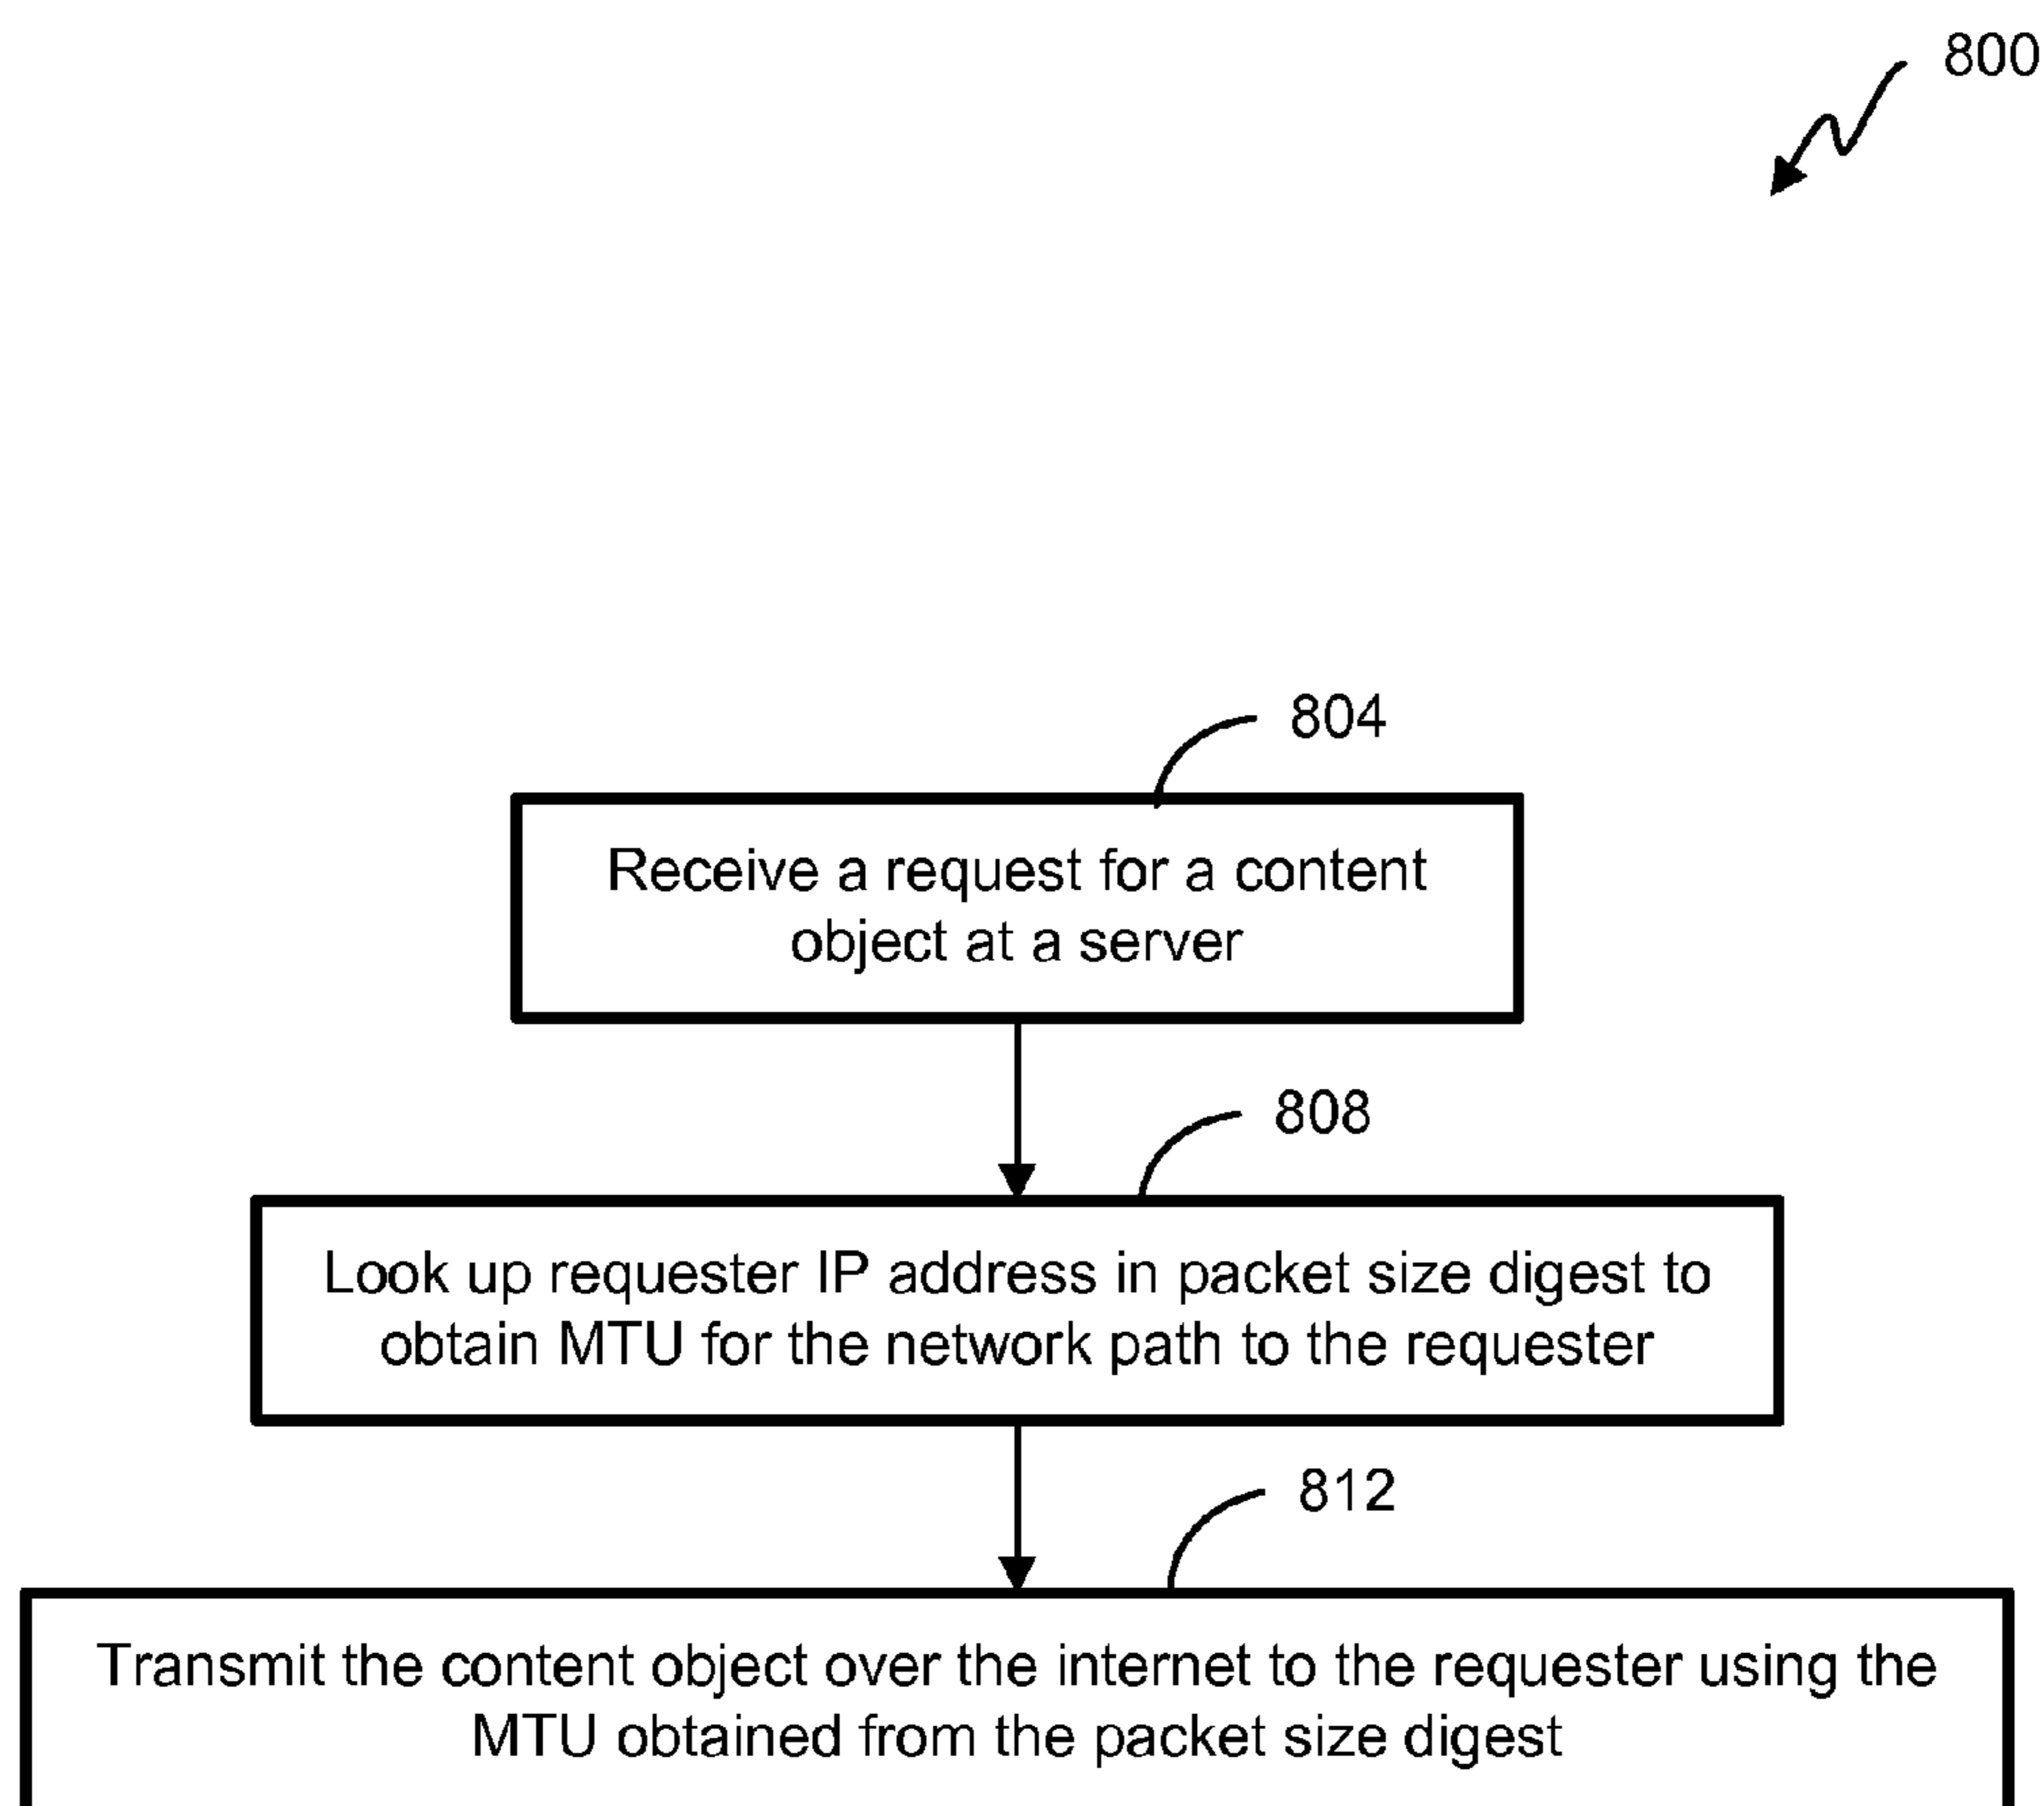 800
804
Receive a request for a content
object at a server
808
Look up requester IP address in packet size digest to
obtain MTU for the network path to the requester
812
Transmit the content object over the internet to the requester using the
MTU obtained from the packet size digest